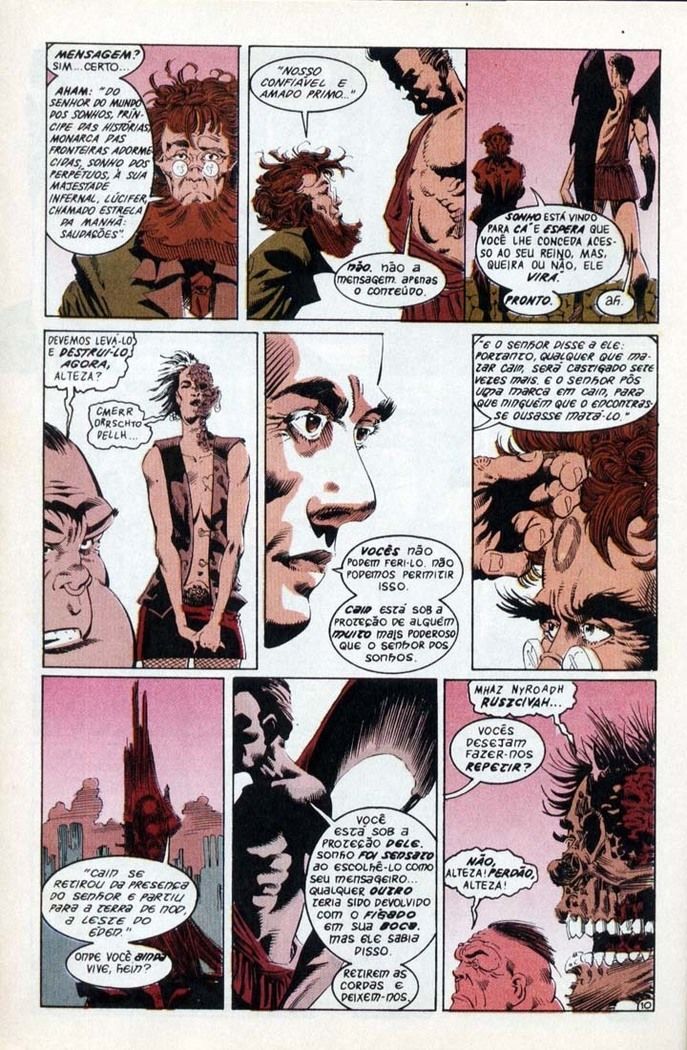 MENSAGEM?
SIM...CERTO...
AHAM: "DO
SENHOR DO MUNDO
DOS SONHOS, PRÍN-
CIPE DAS HISTÓRIAS,
MONARCA DAS
FRONTEIRAS ADORME-
CIDAS, SONHO DOS
PERPÉTUOS, À SUA
MAJESTADE
INFERNAL, LÚCIFER,
CHAMADO ESTRELA
DA MANHÃ:
SAUDAÇÕES".
"NOSSO
CONFIÁVEL E
AMADO PRIMO..."
NÃO. NÃO A
MENSAGEM. APENAS
O CONTEÚDO.
SONHO ESTÁ VINDO
PARA CÁ E ESPERA QUE
VOCÊ LHE CONCEDA ACES-
SO AO SEU REINO, MAS,
QUEIRA OU NÃO, ELE
VIRÁ.
PRONTO.
AH.
DEVEMOS LEVÁ-LO
E DESTRUI-LO
AGORA,
ALTEZA?
CMERR
ORRSCHTO
DELLH...
VOCÊS NÃO
PODEM FERI-LO. NÃO
PODEMOS PERMITIR
ISSO.
CAIN ESTÁ SOB A
PROTEÇÃO DE ALGUÉM
MUITO MAIS PODEROSO
QUE O SENHOR DOS
SONHOS.
"E O SENHOR DISSE A ELE:
PORTANTO, QUALQUER QUE MA-
TAR CAIN, SERÁ CASTIGADO SETE
VEZES MAIS. E O SENHOR PÔS
UMA MARCA EM CAIN, PARA
QUE NINGUÉM QUE O ENCONTRAS-
SE OUSASSE MATÁ-LO."
"CAIN SE
RETIROU DA PRESENÇA
DO SENHOR E PARTIU
PARA A TERRA DE NOD,
A LESTE DO
ÉDEN."
ONDE VOCÊ AINDA
VIVE, HEIN?
VOCÊ
ESTÁ SOB A
PROTEÇÃO DELE.
SONHO FOI SENSATO
AO ESCOLHÊ-LO COMO
SEU MENSAGEIRO...
QUALQUER OUTRO
TERIA SIDO DEVOLVIDO
COM O FÍGADO
EM SUA BOCA.
MAS ELE SABIA
DISSO.
RETIREM AS
CORDAS E
DEIXEM-NOS.
MHAZ NYROADH
RUSZCIVAH...
VOCÊS
DESEJAM
FAZER-NOS
REPETIR?
NÃO,
ALTEZA! PERDÃO,
ALTEZA!
10